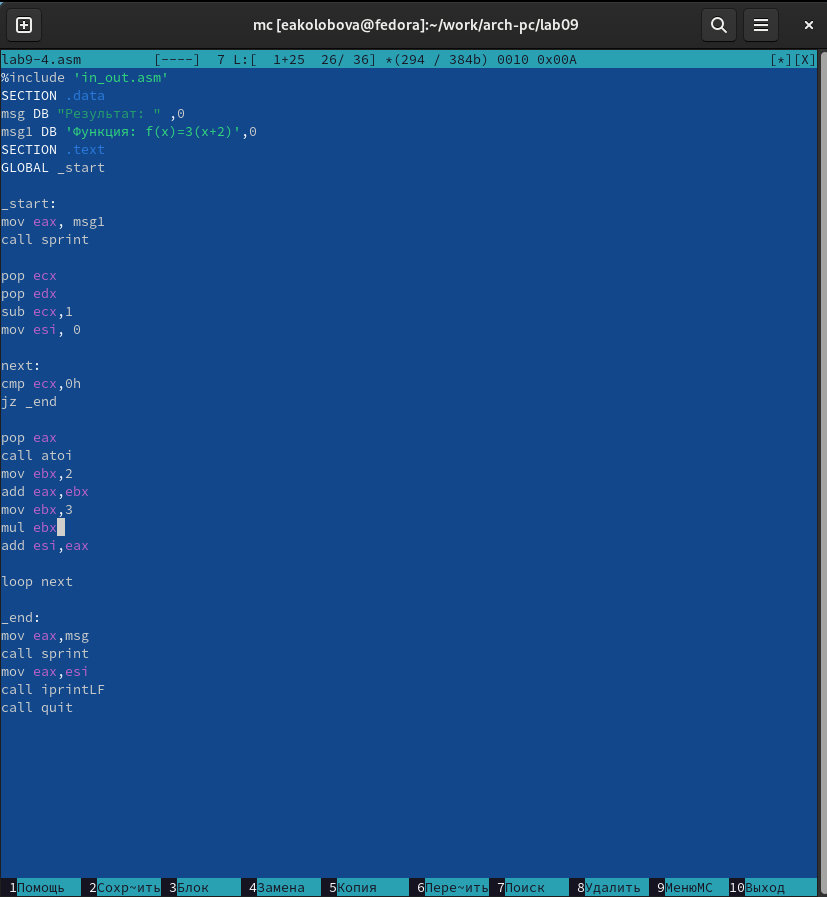 mc [eakolobova@fedora]:~/work/arch-pc/lab09
lab9-4.asm [----] 7 L:[ 1+25 26/ 36] *(294 / 384b) 0010 0x00A [*][X]
%include 'in_out.asm'
SECTION .data
msg DB "Результат: " ,0
msg1 DB 'Функция: f(x)=3(x+2)',0
SECTION .text
GLOBAL _start
_start:
mov eax, msg1
call sprint
pop ecx
pop edx
sub ecx,1
mov esi, 0
next:
cmp ecx,0h
jz _end
pop eax
call atoi
mov ebx,2
add eax,ebx
mov ebx,3
mul ebx
add esi,eax
loop next
_end:
mov eax,msg
call sprint
mov eax,esi
call iprintLF
call quit
1Помощь 2Сохр~ить 3Блок 4Замена 5Копия 6Пере~ить 7Поиск 8Удалить 9МенюМС 10Выход